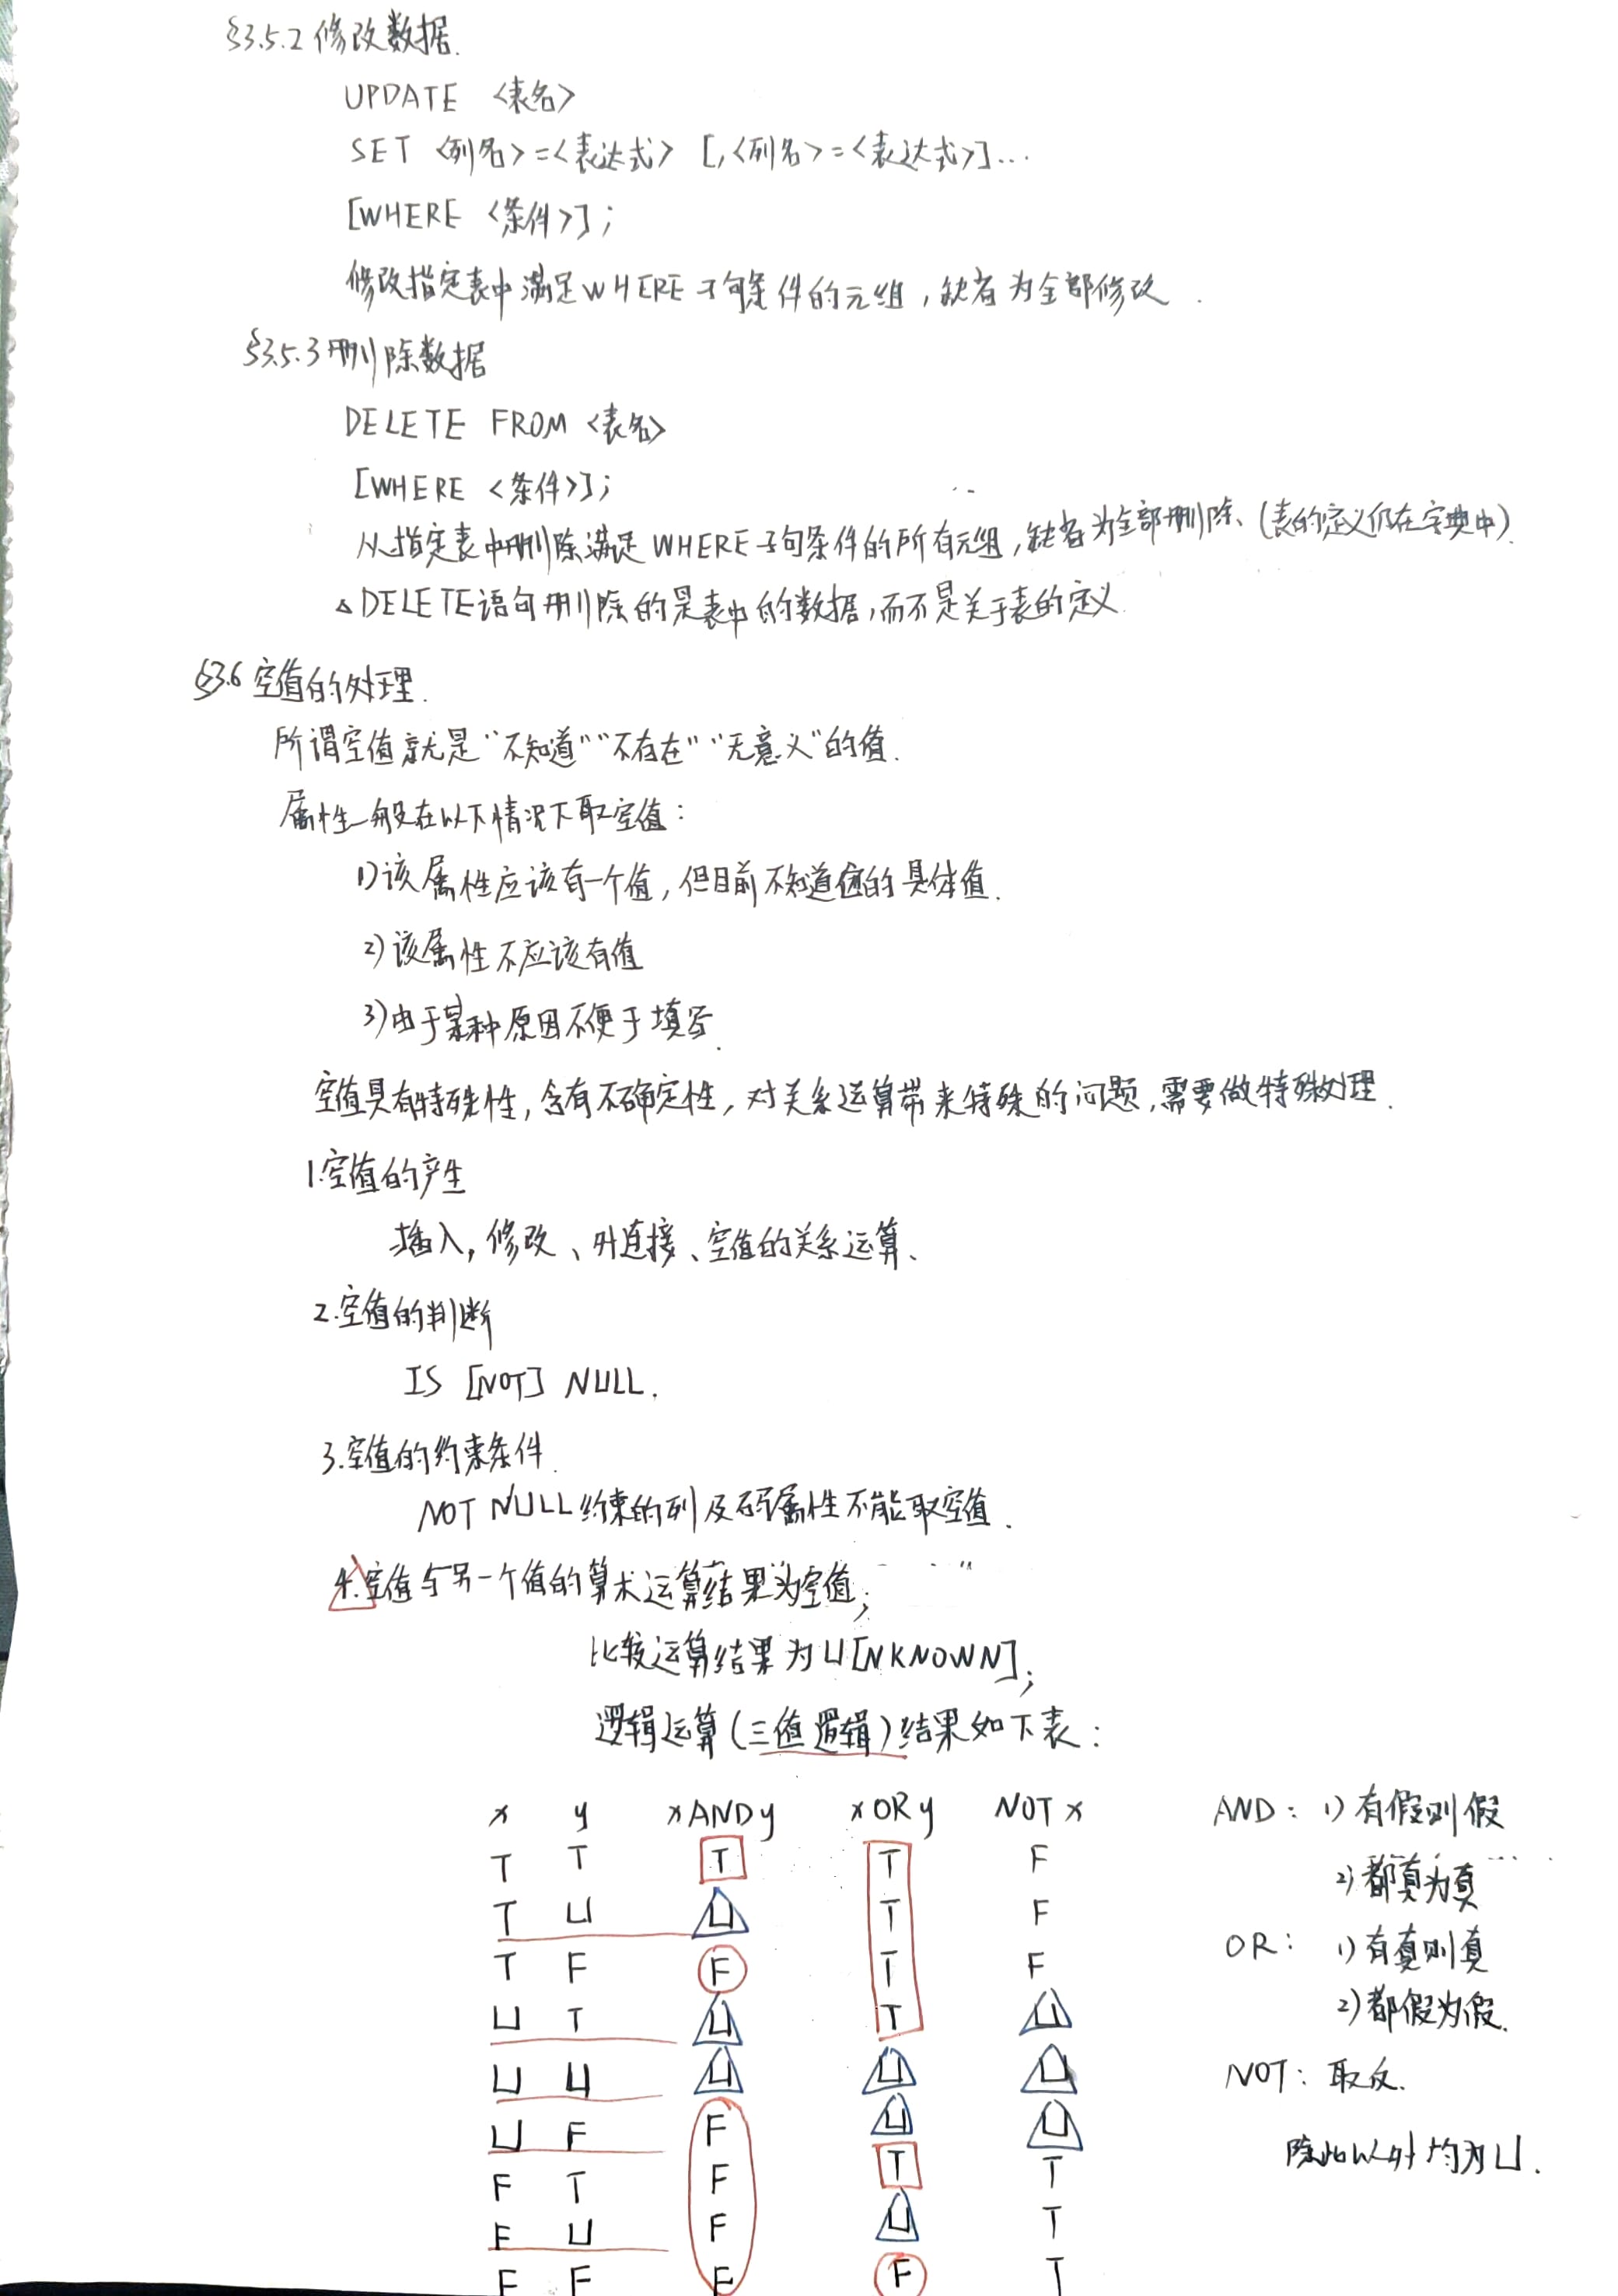 §3.5.2 修改数据.
UPDATE <表名>
SET <列名>=<表达式> [,<列名>=<表达式>]...
[WHERE <条件>];
修改指定表中满足WHERE子句条件的元组,缺省为全部修改.
§3.5.3 删除数据
DELETE FROM <表名>
[WHERE <条件>];
从指定表中删除满足WHERE子句条件的所有元组,缺省为全部删除、(表的定义仍在字典中).
△DELETE语句删除的是表中的数据,而不是关于表的定义.
§3.6 空值的处理.
所谓空值就是“不知道”“不存在”“无意义”的值.
属性一般在以下情况下取空值:
1)该属性应该有一个值,但目前不知道它的具体值.
2)该属性不应该有值
3)由于某种原因不便于填写.
空值具有特殊性,含有不确定性,对关系运算带来特殊的问题,需要做特殊处理.
1.空值的产生
插入,修改、外连接、空值的关系运算、
2.空值的判断
IS [NOT] NULL.
3.空值的约束条件.
NOT NULL约束的列及码属性不能取空值.
4.空值与另一个值的算术运算结果为空值;
比较运算结果为U[NKNOWN];
逻辑运算(三值逻辑)结果如下表:
x y xANDy xORy NOTx
T T T T F
T U U T F
T F F T F
U T U T U
U U U U U
U F F U U
F T F T T
F U F U T
F F F F T
AND: 1)有假则假
2)都真为真
OR: 1)有真则真
2)都假为假.
NOT: 取反.
除此以外均为U.